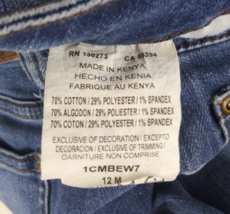 RN 150273 CA 55394
MADE IN KENYA
HECHO EN KENIA
FABRIQUE AU KENYA
70% COTTON / 29% POLYESTER / 1% SPANDEX
70% ALGODON / 29% POLIESTER / 1% SPANDEX
70% COTON / 29% POLYESTER / 1% SPANDEX
EXCLUSIVE OF DECORATION / EXCEPTO
DECORACION / EXCLUSIVE OF TRIMMING /
GARNITURE NON COMPRISE
1CMBEW7
12 M